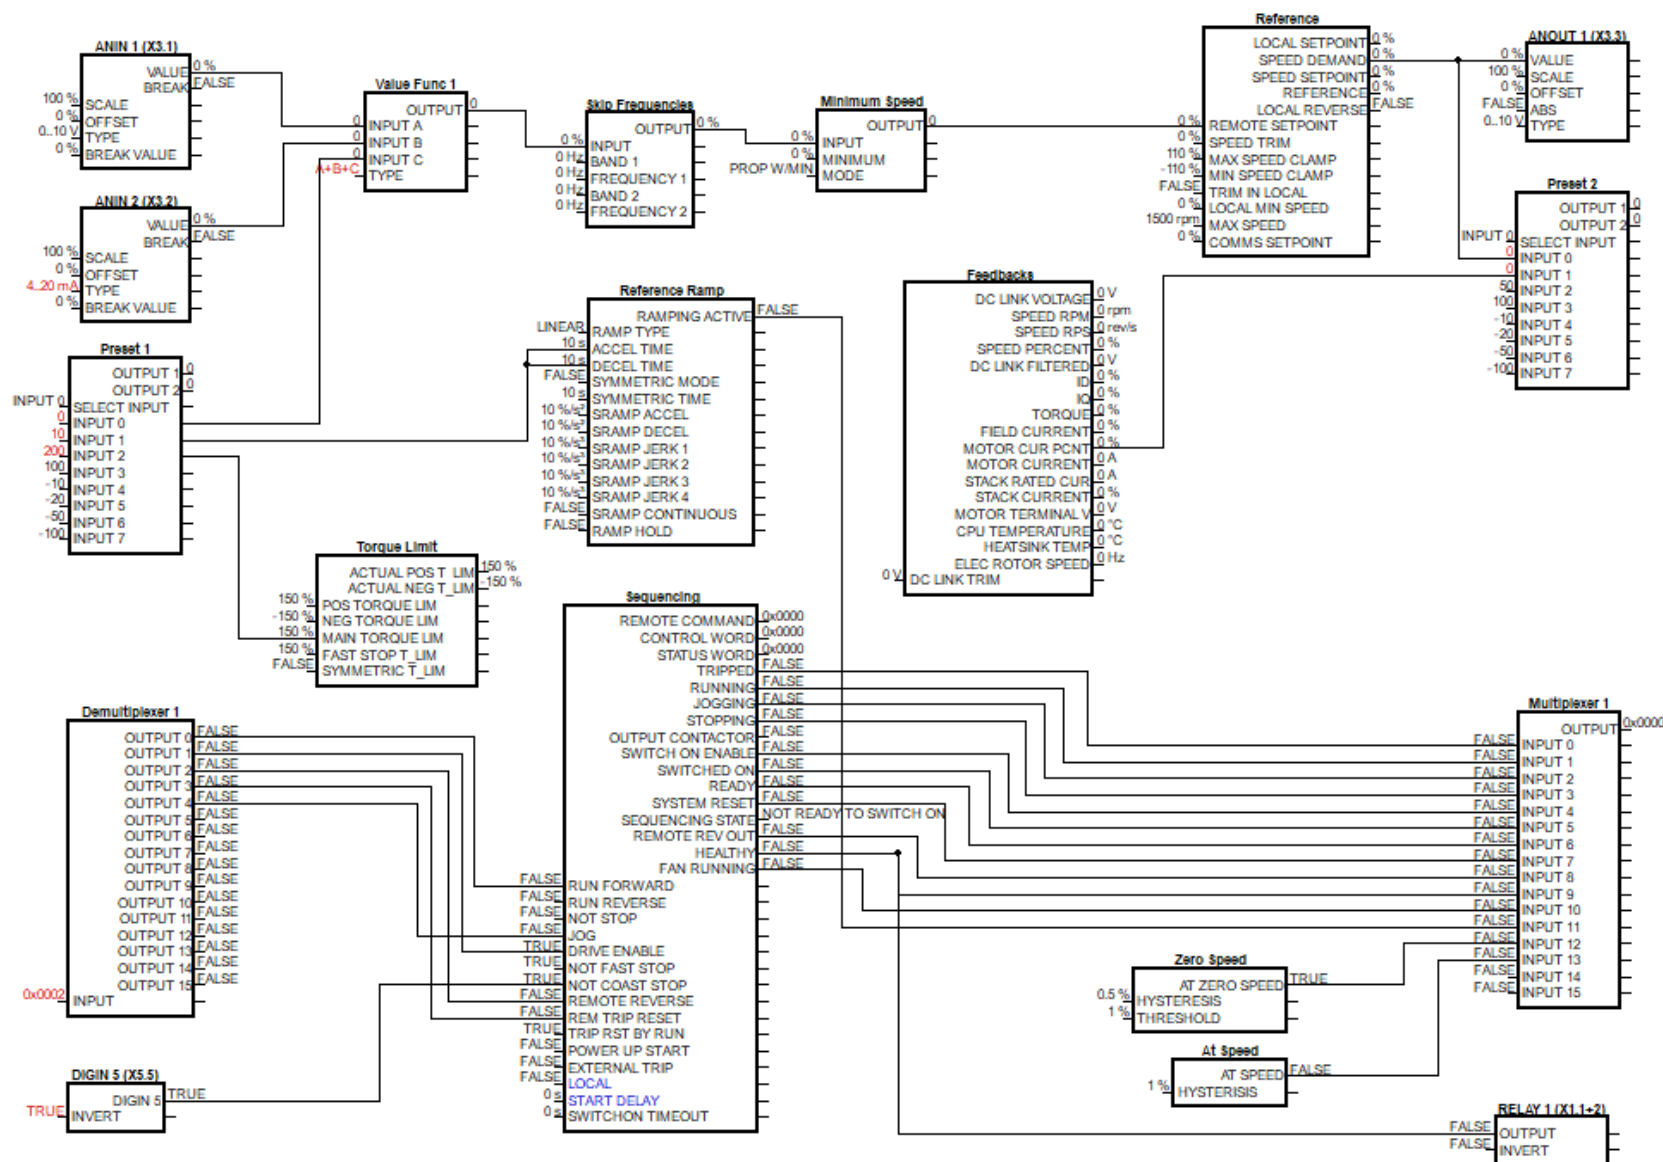 ANIN 1 (X3.1)
VALUE 0 %
BREAK FALSE
100 % SCALE
0 % OFFSET
0..10 V TYPE
0 % BREAK VALUE
ANIN 2 (X3.2)
VALUE 0 %
BREAK FALSE
100 % SCALE
0 % OFFSET
4..20 mA TYPE
0 % BREAK VALUE
Value Func 1
OUTPUT 0
0 INPUT A
0 INPUT B
0 INPUT C
A+B+C TYPE
Skip Frequencies
OUTPUT 0 %
0 % INPUT
0 Hz BAND 1
0 Hz FREQUENCY 1
0 Hz BAND 2
0 Hz FREQUENCY 2
Minimum Speed
OUTPUT 0
0 % INPUT
0 % MINIMUM
PROP W/MIN MODE
Reference
LOCAL SETPOINT 0 %
SPEED DEMAND 0 %
SPEED SETPOINT 0 %
REFERENCE 0 %
LOCAL REVERSE FALSE
0 % REMOTE SETPOINT
0 % SPEED TRIM
110 % MAX SPEED CLAMP
-110 % MIN SPEED CLAMP
FALSE TRIM IN LOCAL
0 % LOCAL MIN SPEED
1500 rpm MAX SPEED
0 % COMMS SETPOINT
ANOUT 1 (X3.3)
0 % VALUE
100 % SCALE
0 % OFFSET
FALSE ABS
0..10 V TYPE
Preset 2
OUTPUT 1 0
OUTPUT 2 0
INPUT 0 SELECT INPUT
0 INPUT 0
0 INPUT 1
50 INPUT 2
100 INPUT 3
-10 INPUT 4
-20 INPUT 5
-50 INPUT 6
-100 INPUT 7
Preset 1
OUTPUT 1 0
OUTPUT 2 0
INPUT 0 SELECT INPUT
0 INPUT 0
10 INPUT 1
200 INPUT 2
100 INPUT 3
-10 INPUT 4
-20 INPUT 5
-50 INPUT 6
-100 INPUT 7
Reference Ramp
RAMPING ACTIVE FALSE
LINEAR RAMP TYPE
10 s ACCEL TIME
10 s DECEL TIME
FALSE SYMMETRIC MODE
10 s SYMMETRIC TIME
10 %/s² SRAMP ACCEL
10 %/s² SRAMP DECEL
10 %/s³ SRAMP JERK 1
10 %/s³ SRAMP JERK 2
10 %/s³ SRAMP JERK 3
10 %/s³ SRAMP JERK 4
FALSE SRAMP CONTINUOUS
FALSE RAMP HOLD
Feedbacks
DC LINK VOLTAGE 0 V
SPEED RPM 0 rpm
SPEED RPS 0 rev/s
SPEED PERCENT 0 %
DC LINK FILTERED 0 V
ID 0 %
IQ 0 %
TORQUE 0 %
FIELD CURRENT 0 %
MOTOR CUR PCNT 0 %
MOTOR CURRENT 0 A
STACK RATED CUR 0 A
STACK CURRENT 0 %
MOTOR TERMINAL V 0 V
CPU TEMPERATURE 0 °C
HEATSINK TEMP 0 °C
ELEC ROTOR SPEED 0 Hz
0 V DC LINK TRIM
Torque Limit
ACTUAL POS T_LIM 150 %
ACTUAL NEG T_LIM -150 %
150 % POS TORQUE LIM
-150 % NEG TORQUE LIM
150 % MAIN TORQUE LIM
150 % FAST STOP T_LIM
FALSE SYMMETRIC T_LIM
Demultiplexer 1
OUTPUT 0 FALSE
OUTPUT 1 FALSE
OUTPUT 2 FALSE
OUTPUT 3 FALSE
OUTPUT 4 FALSE
OUTPUT 5 FALSE
OUTPUT 6 FALSE
OUTPUT 7 FALSE
OUTPUT 8 FALSE
OUTPUT 9 FALSE
OUTPUT 10 FALSE
OUTPUT 11 FALSE
OUTPUT 12 FALSE
OUTPUT 13 FALSE
OUTPUT 14 FALSE
OUTPUT 15 FALSE
0x0002 INPUT
DIGIN 5 (X5.5)
DIGIN 5 TRUE
TRUE INVERT
Sequencing
REMOTE COMMAND 0x0000
CONTROL WORD 0x0000
STATUS WORD 0x0000
TRIPPED FALSE
RUNNING FALSE
JOGGING FALSE
STOPPING FALSE
OUTPUT CONTACTOR FALSE
SWITCH ON ENABLE FALSE
SWITCHED ON FALSE
READY FALSE
SYSTEM RESET FALSE
SEQUENCING STATE NOT READY TO SWITCH ON
REMOTE REV OUT FALSE
HEALTHY FALSE
FAN RUNNING FALSE
FALSE RUN FORWARD
FALSE RUN REVERSE
FALSE NOT STOP
FALSE JOG
TRUE DRIVE ENABLE
TRUE NOT FAST STOP
TRUE NOT COAST STOP
FALSE REMOTE REVERSE
FALSE REM TRIP RESET
TRUE TRIP RST BY RUN
FALSE POWER UP START
FALSE EXTERNAL TRIP
FALSE LOCAL
0 s START DELAY
0 s SWITCHON TIMEOUT
Multiplexer 1
OUTPUT 0x0000
FALSE INPUT 0
FALSE INPUT 1
FALSE INPUT 2
FALSE INPUT 3
FALSE INPUT 4
FALSE INPUT 5
FALSE INPUT 6
FALSE INPUT 7
FALSE INPUT 8
FALSE INPUT 9
FALSE INPUT 10
FALSE INPUT 11
FALSE INPUT 12
FALSE INPUT 13
FALSE INPUT 14
FALSE INPUT 15
Zero Speed
AT ZERO SPEED TRUE
0.5 % HYSTERESIS
1 % THRESHOLD
At Speed
AT SPEED FALSE
1 % HYSTERISIS
RELAY 1 (X1.1+2)
FALSE OUTPUT
FALSE INVERT